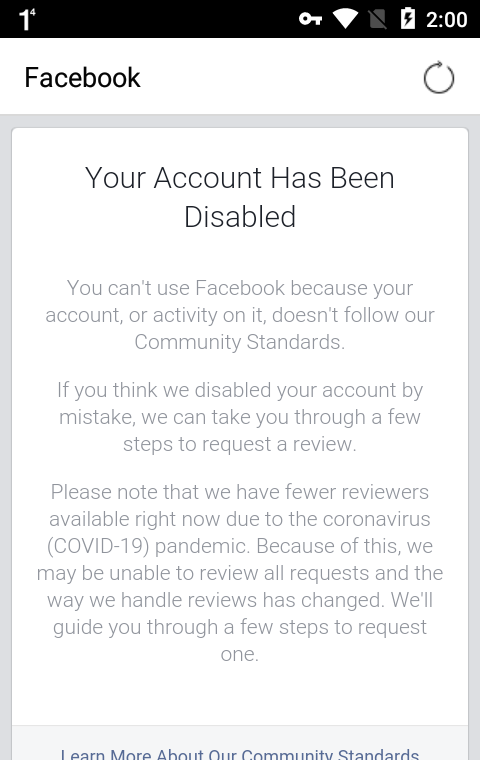 1⁴ 2:00
Facebook
Your Account Has Been
Disabled
You can't use Facebook because your
account, or activity on it, doesn't follow our
Community Standards.
If you think we disabled your account by
mistake, we can take you through a few
steps to request a review.
Please note that we have fewer reviewers
available right now due to the coronavirus
(COVID-19) pandemic. Because of this, we
may be unable to review all requests and the
way we handle reviews has changed. We'll
guide you through a few steps to request
one.
Learn More About Our Community Standards